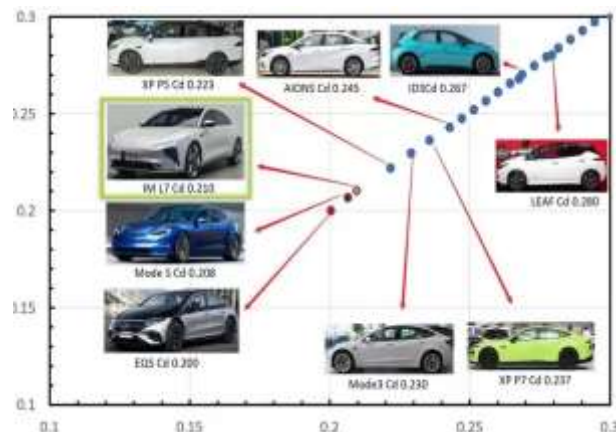 0.3
XP P5 Cd 0.223
AIONS Cd 0.245
ID3Cd 0.267
0.25
IM L7 Cd 0.210
LEAF Cd 0.280
0.2
Mode S Cd 0.208
0.15
EQS Cd 0.200
Mode3 Cd 0.230
XP P7 Cd 0.237
0.1
0.1
0.15
0.2
0.25
0.3